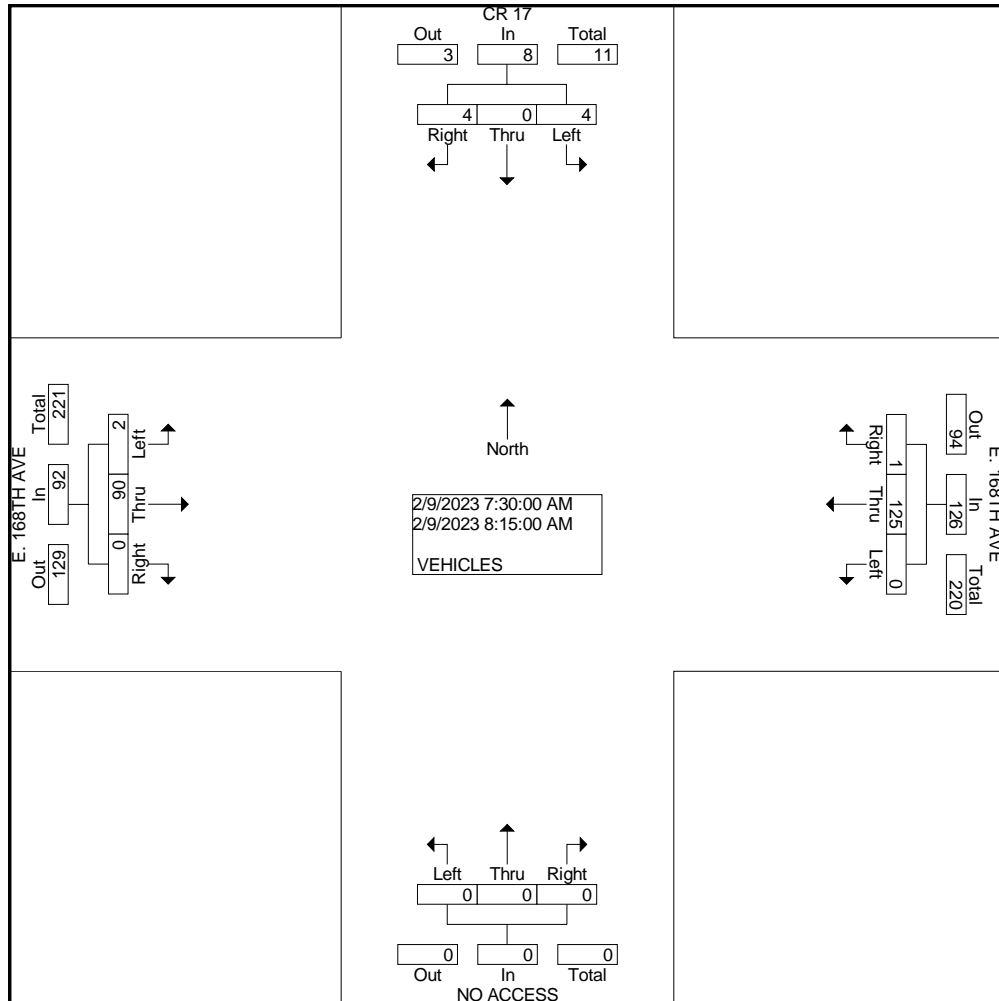 CR 17
Out In Total
3 8 11
4 0 4
Right Thru Left
E. 168TH AVE
Total In Out
221 92 129
2 90 0
Left Thru Right
North
2/9/2023 7:30:00 AM
2/9/2023 8:15:00 AM
VEHICLES
Right Thru Left
1 125 0
Out In Total
94 126 220
E. 168TH AVE
Left Thru Right
0 0 0
0 0 0
Out In Total
NO ACCESS